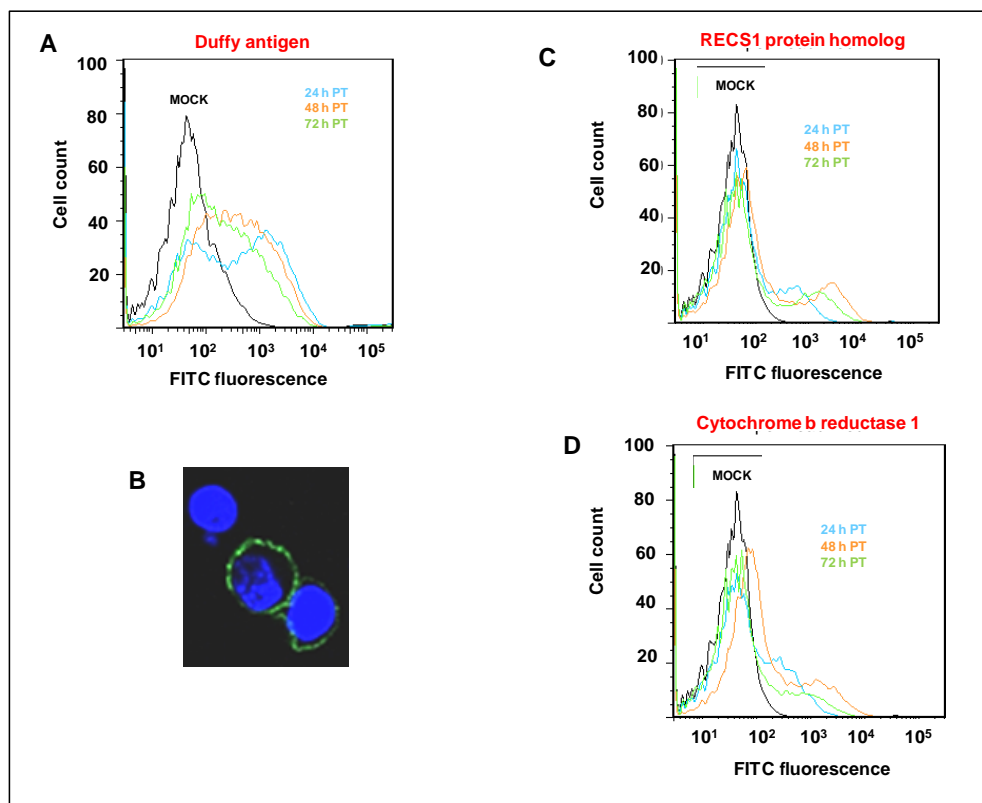 A
Duffy antigen
100
80
60
40
20
0
MOCK
24 h PT
48 h PT
72 h PT
Cell count
10¹ 10² 10³ 10⁴ 10⁵
FITC fluorescence
B
C
RECS1 protein homolog
100
80
60
40
20
0
MOCK
24 h PT
48 h PT
72 h PT
Cell count
10¹ 10² 10³ 10⁴ 10⁵
FITC fluorescence
D
Cytochrome b reductase 1
100
80
60
40
20
0
MOCK
24 h PT
48 h PT
72 h PT
Cell count
10¹ 10² 10³ 10⁴ 10⁵
FITC fluorescence